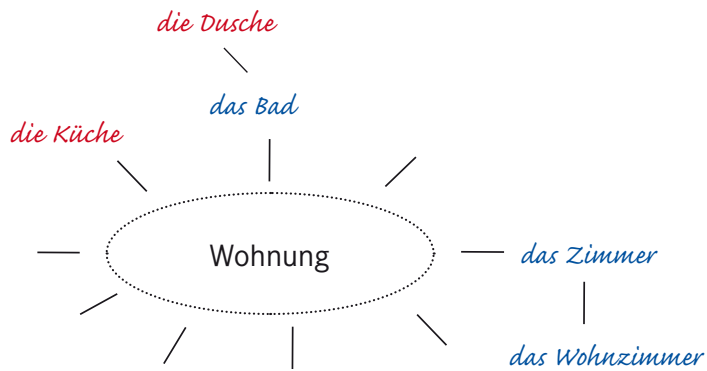 die Dusche
das Bad
die Küche
Wohnung
das Zimmer
das Wohnzimmer